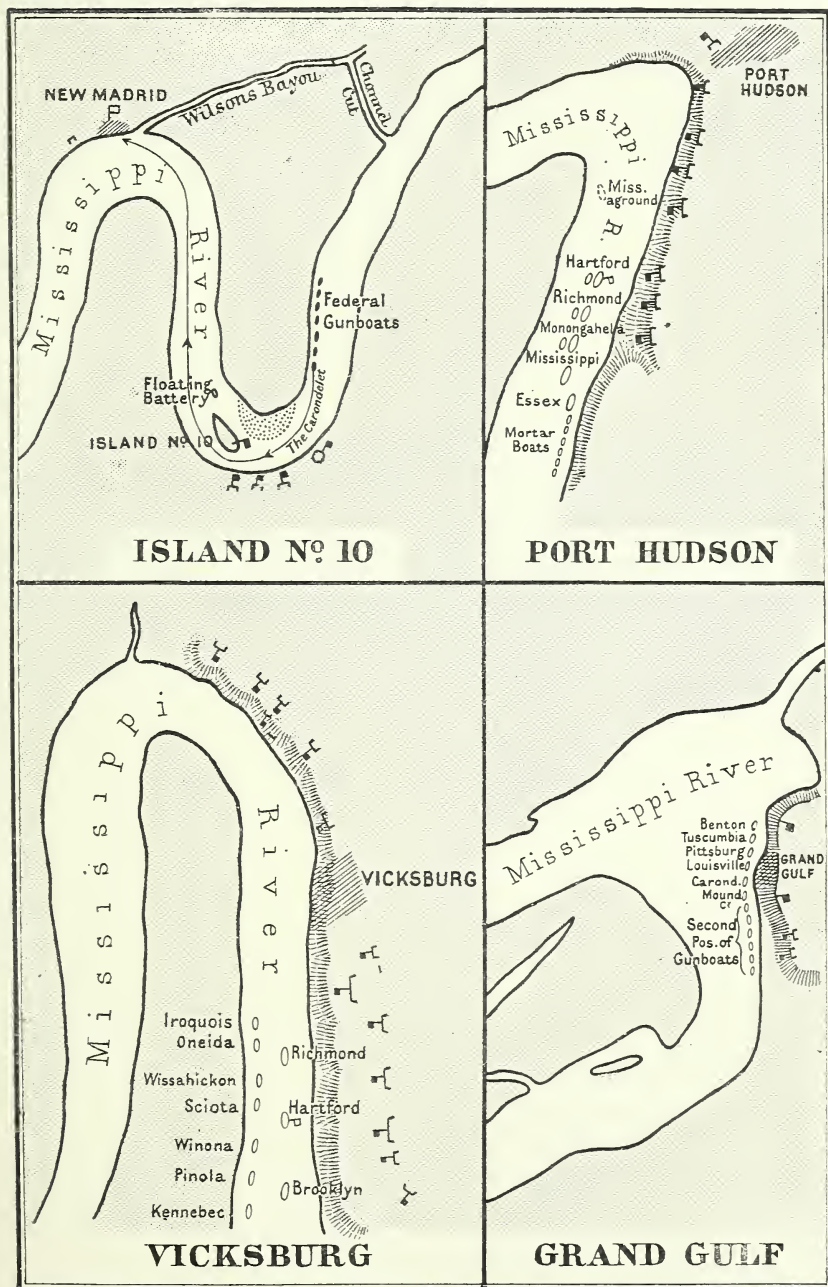 NEW MADRID
Wilsons Bayou
Channel
Cut
Mississippi
River
Federal
Gunboats
Floating
Battery
ISLAND No. 10
The Carondelet
ISLAND No. 10
PORT
HUDSON
Mississippi
R.
Miss.
aground
Hartford
Richmond
Monongahela
Mississippi
Essex
Mortar
Boats
PORT HUDSON
Mississippi
River
VICKSBURG
Iroquois
Oneida
Richmond
Wissahickon
Sciota
Hartford
Winona
Pinola
Brooklyn
Kennebec
VICKSBURG
Mississippi River
Benton
Tuscumbia
Pittsburg
Louisville
Carond.
Mound
Cy
GRAND
GULF
Second
Pos. of
Gunboats
GRAND GULF